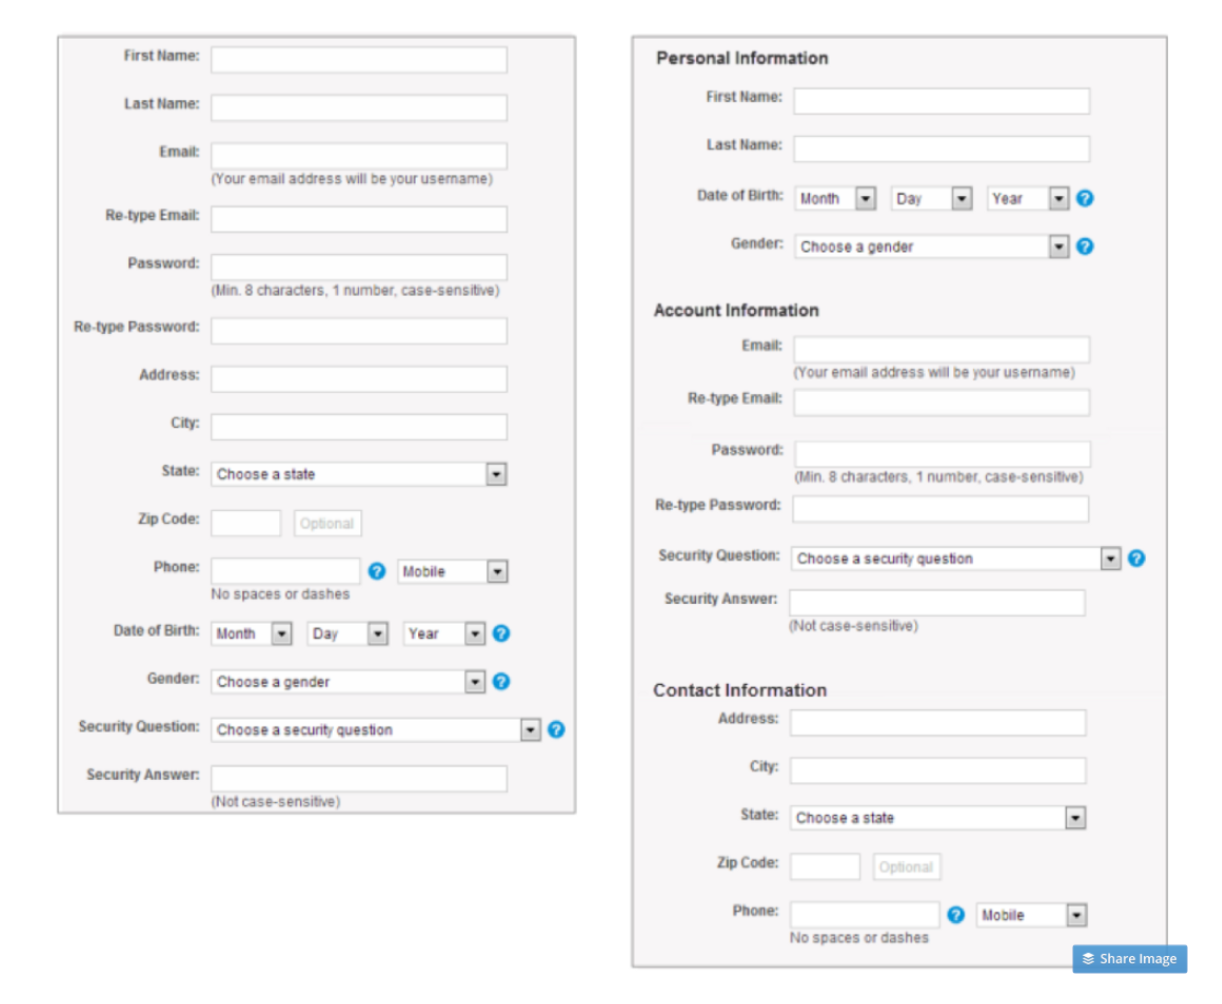 First Name:
Last Name:
Email:
(Your email address will be your username)
Re-type Email:
Password:
(Min. 8 characters, 1 number, case-sensitive)
Re-type Password:
Address:
City:
State: Choose a state
Zip Code: Optional
Phone: ? Mobile
No spaces or dashes
Date of Birth: Month Day Year ?
Gender: Choose a gender ?
Security Question: Choose a security question ?
Security Answer:
(Not case-sensitive)
Personal Information
First Name:
Last Name:
Date of Birth: Month Day Year ?
Gender: Choose a gender ?
Account Information
Email:
(Your email address will be your username)
Re-type Email:
Password:
(Min. 8 characters, 1 number, case-sensitive)
Re-type Password:
Security Question: Choose a security question ?
Security Answer:
(Not case-sensitive)
Contact Information
Address:
City:
State: Choose a state
Zip Code: Optional
Phone: ? Mobile
No spaces or dashes
Share Image